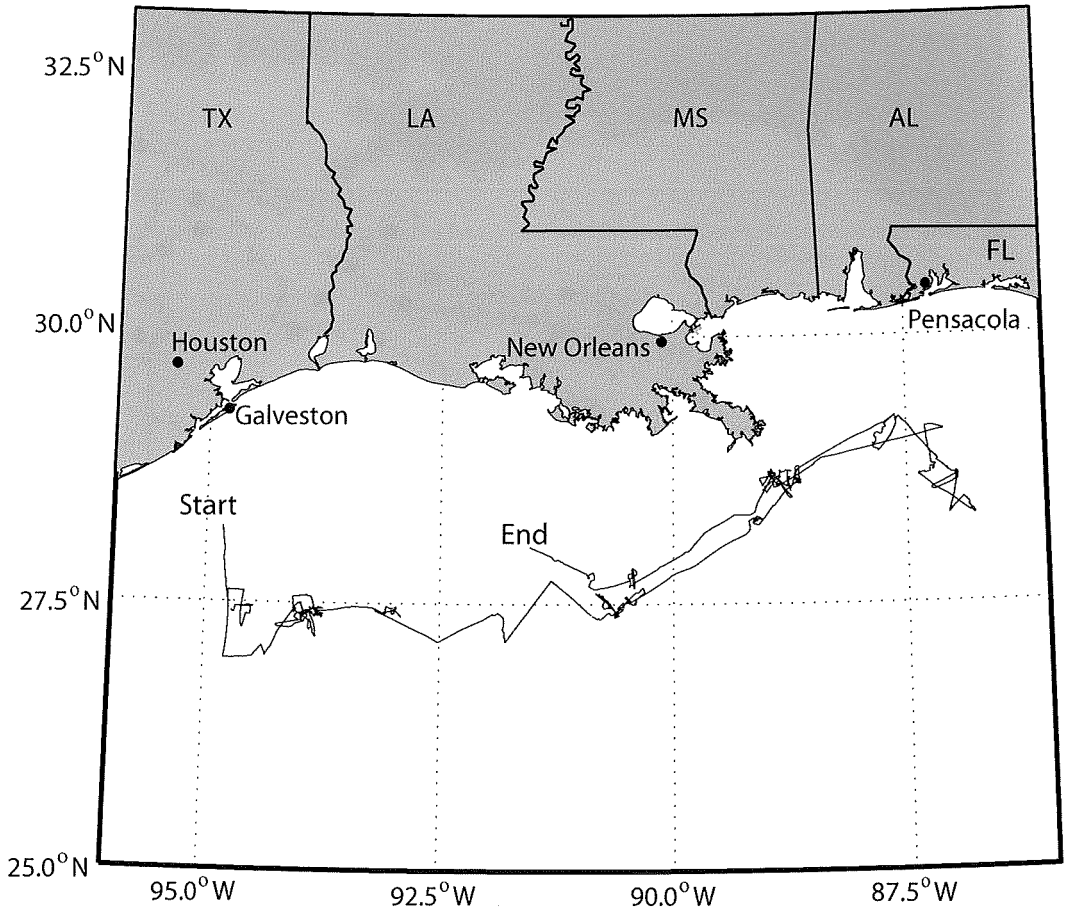 32.5°N
TX
LA
MS
AL
FL
30.0°N
Pensacola
Houston
New Orleans
Galveston
Start
End
27.5°N
25.0°N
95.0°W
92.5°W
90.0°W
87.5°W